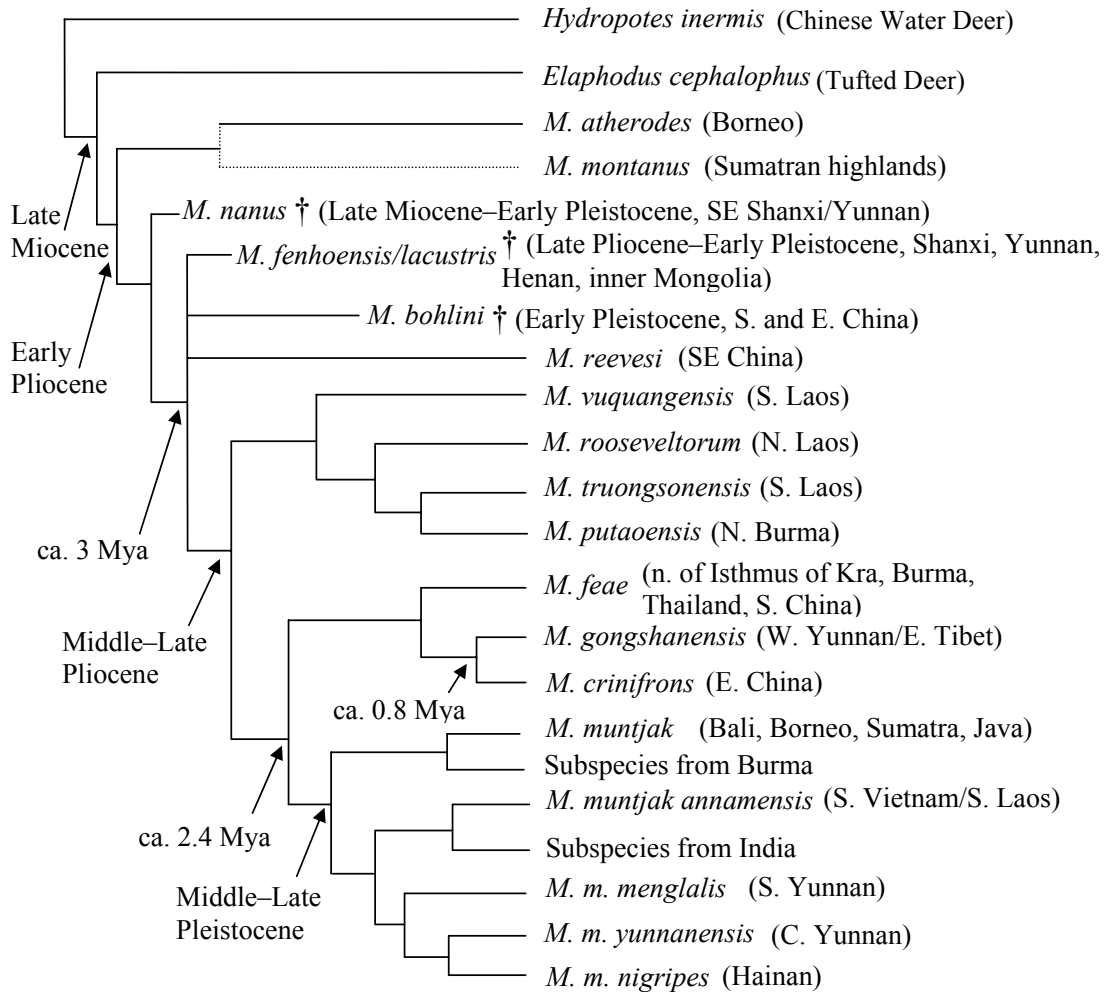 Hydropotes inermis (Chinese Water Deer)
Elaphodus cephalophus (Tufted Deer)
M. atherodes (Borneo)
M. montanus (Sumatran highlands)
Late
Miocene
M. nanus † (Late Miocene–Early Pleistocene, SE Shanxi/Yunnan)
M. fenhoensis/lacustris † (Late Pliocene–Early Pleistocene, Shanxi, Yunnan,
Henan, inner Mongolia)
M. bohlini † (Early Pleistocene, S. and E. China)
Early
Pliocene
M. reevesi (SE China)
M. vuquangensis (S. Laos)
M. rooseveltorum (N. Laos)
M. truongsonensis (S. Laos)
M. putaoensis (N. Burma)
ca. 3 Mya
M. feae (n. of Isthmus of Kra, Burma,
Thailand, S. China)
M. gongshanensis (W. Yunnan/E. Tibet)
Middle–Late
Pliocene
M. crinifrons (E. China)
ca. 0.8 Mya
M. muntjak (Bali, Borneo, Sumatra, Java)
Subspecies from Burma
M. muntjak annamensis (S. Vietnam/S. Laos)
ca. 2.4 Mya
Subspecies from India
Middle–Late
Pleistocene
M. m. menglalis (S. Yunnan)
M. m. yunnanensis (C. Yunnan)
M. m. nigripes (Hainan)